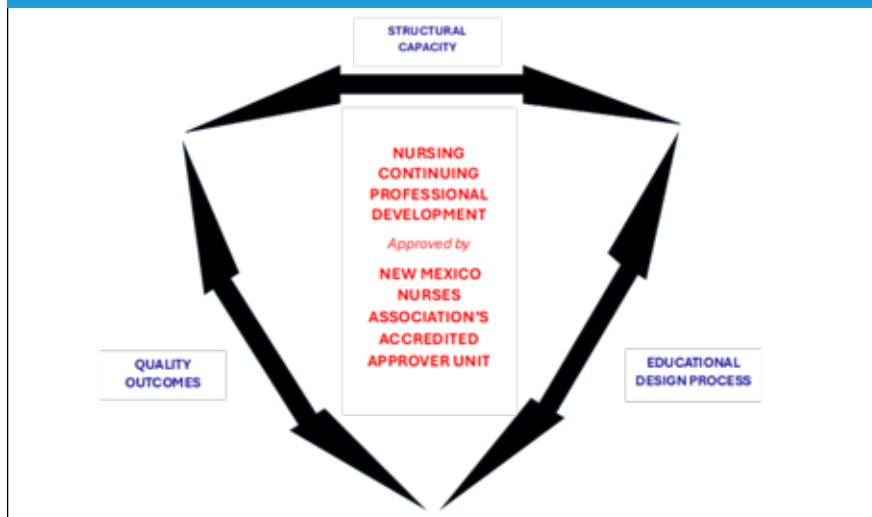 STRUCTURAL
CAPACITY
NURSING
CONTINUING
PROFESSIONAL
DEVELOPMENT
Approved by
NEW MEXICO
NURSES
ASSOCIATION'S
ACCREDITED
APPROVER UNIT
QUALITY
OUTCOMES
EDUCATIONAL
DESIGN PROCESS